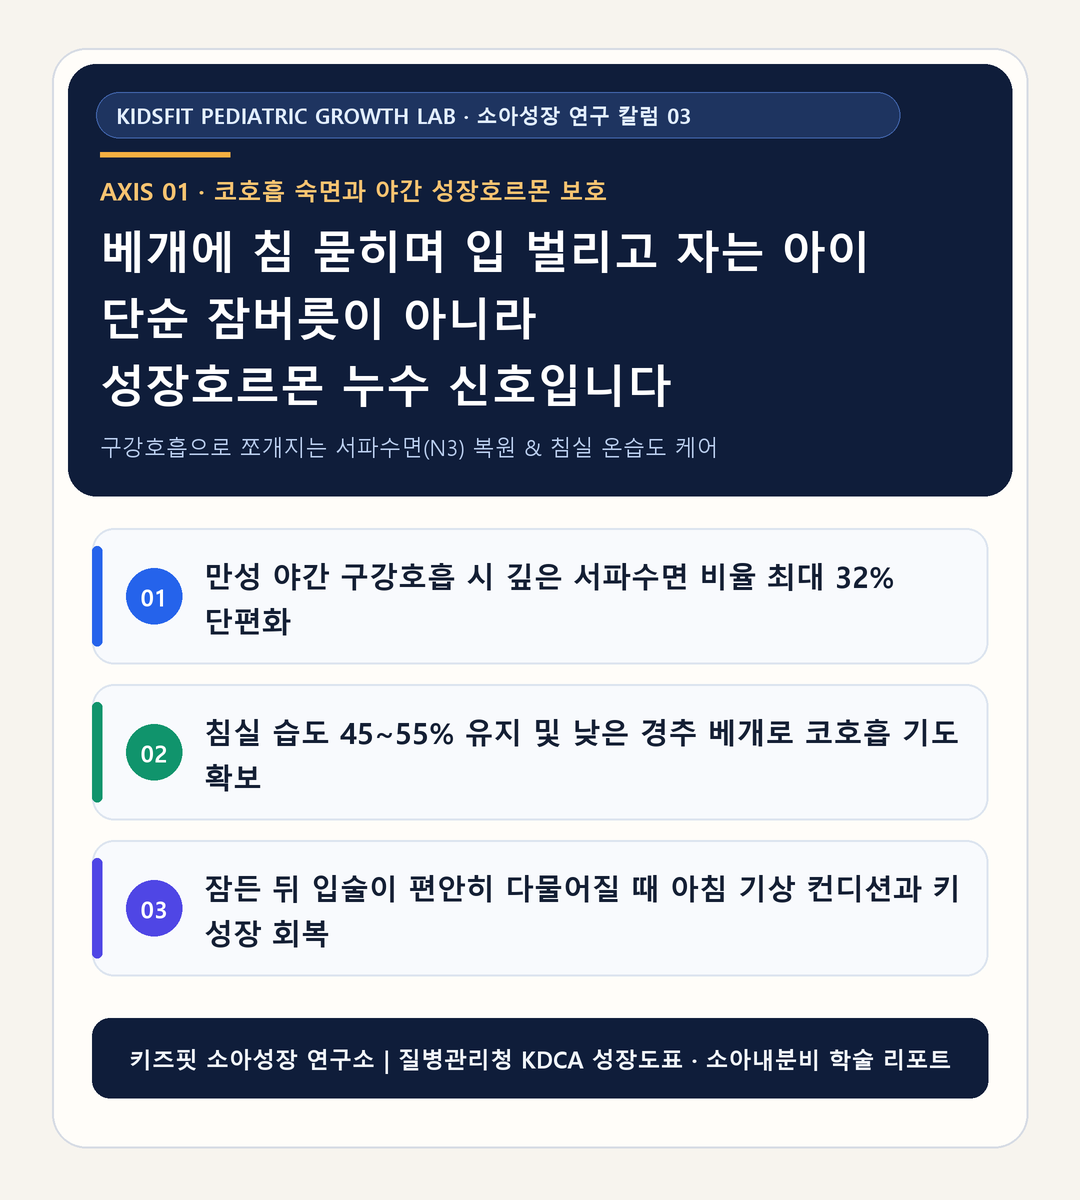 KIDSFIT PEDIATRIC GROWTH LAB · 소아성장 연구 칼럼 03
AXIS 01 · 코호흡 숙면과 야간 성장호르몬 보호
베개에 침 묻히며 입 벌리고 자는 아이
단순 잠버릇이 아니라
성장호르몬 누수 신호입니다
구강호흡으로 쪼개지는 서파수면(N3) 복원 & 침실 온습도 케어
01
만성 야간 구강호흡 시 깊은 서파수면 비율 최대 32%
단편화
02
침실 습도 45~55% 유지 및 낮은 경추 베개로 코호흡 기도
확보
03
잠든 뒤 입술이 편안히 다물어질 때 아침 기상 컨디션과 키
성장 회복
키즈핏 소아성장 연구소 | 질병관리청 KDCA 성장도표 · 소아내분비 학술 리포트